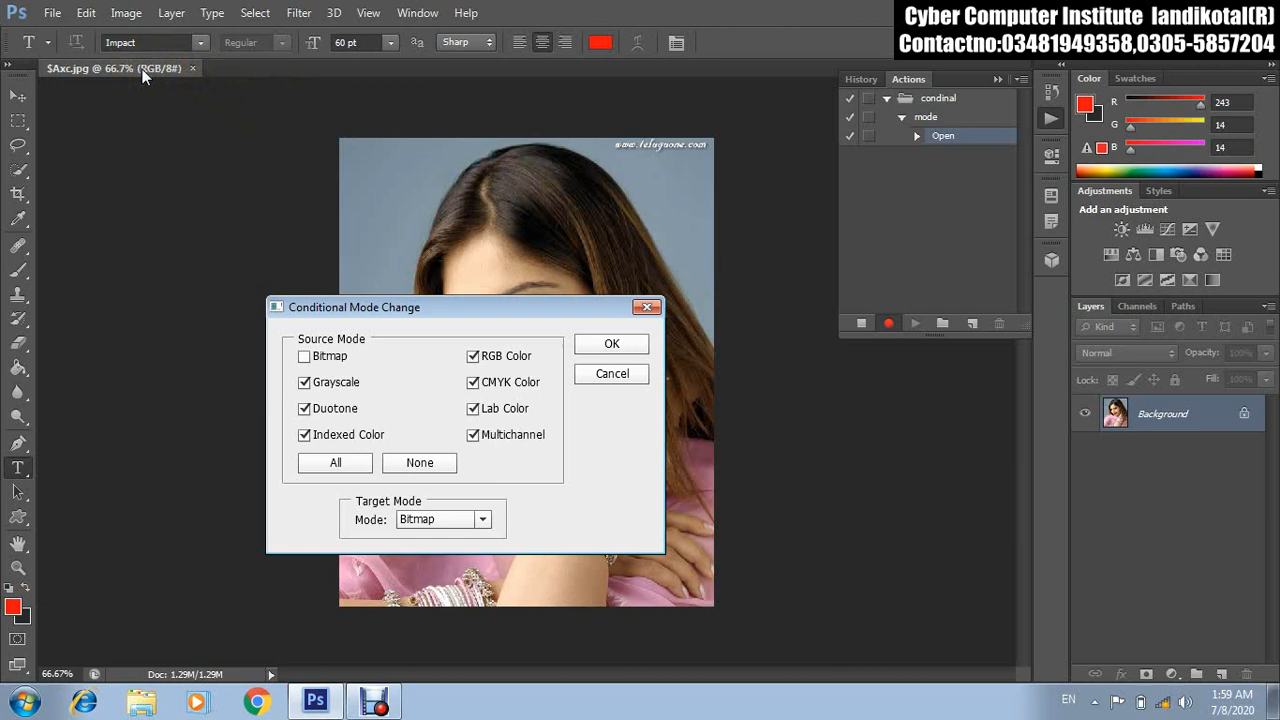 Ps File Edit Image Layer Type Select Filter 3D View Window Help
Cyber Computer Institute landikotal(R)
Contactno:03481949358,0305-5857204
T Impact Regular 60 pt Sharp 3D
$Axc.jpg @ 66.7% (RGB/8#) ×
History Actions
condinal
mode
Open
Color Swatches
R 243
G 14
B 14
Adjustments Styles
Add an adjustment
Layers Channels Paths
Kind
Normal Opacity: 100%
Lock: Fill: 100%
Background
www.teluguone.com
Conditional Mode Change
Source Mode
Bitmap RGB Color
Grayscale CMYK Color
Duotone Lab Color
Indexed Color Multichannel
All None
OK
Cancel
Target Mode
Mode: Bitmap
66.67% Doc: 1.29M/1.29M
EN 1:59 AM
7/8/2020